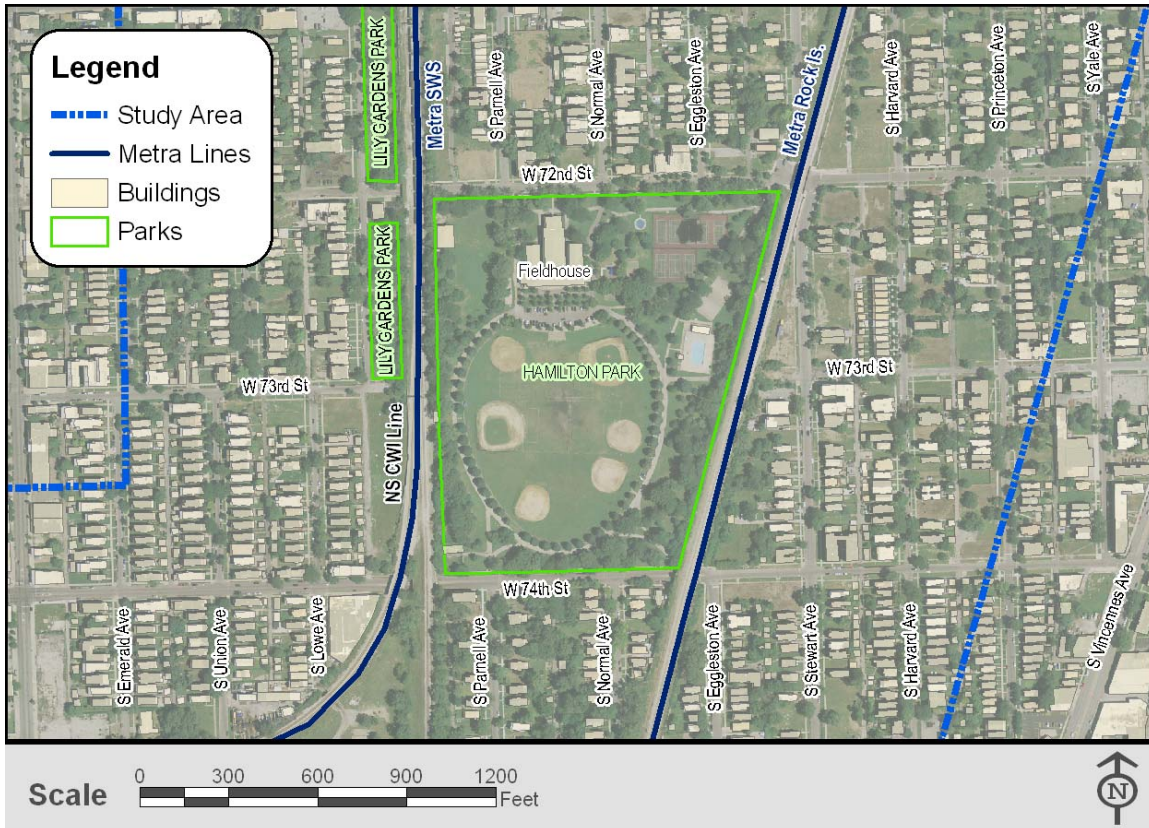 Legend
Study Area
Metra Lines
Buildings
Parks
LILY GARDENS PARK
Metra SWS
S Parnell Ave
S Normal Ave
S Eggleston Ave
Metra Rock Is.
S Harvard Ave
S Princeton Ave
S Yale Ave
W 72nd St
LILY GARDENS PARK
Fieldhouse
HAMILTON PARK
W 73rd St
W 73rd St
NS CWI Line
W 74th St
S Emerald Ave
S Union Ave
S Lowe Ave
S Parnell Ave
S Normal Ave
S Eggleston Ave
S Stewart Ave
S Harvard Ave
S Vincennes Ave
Scale
0 300 600 900 1200
Feet
N